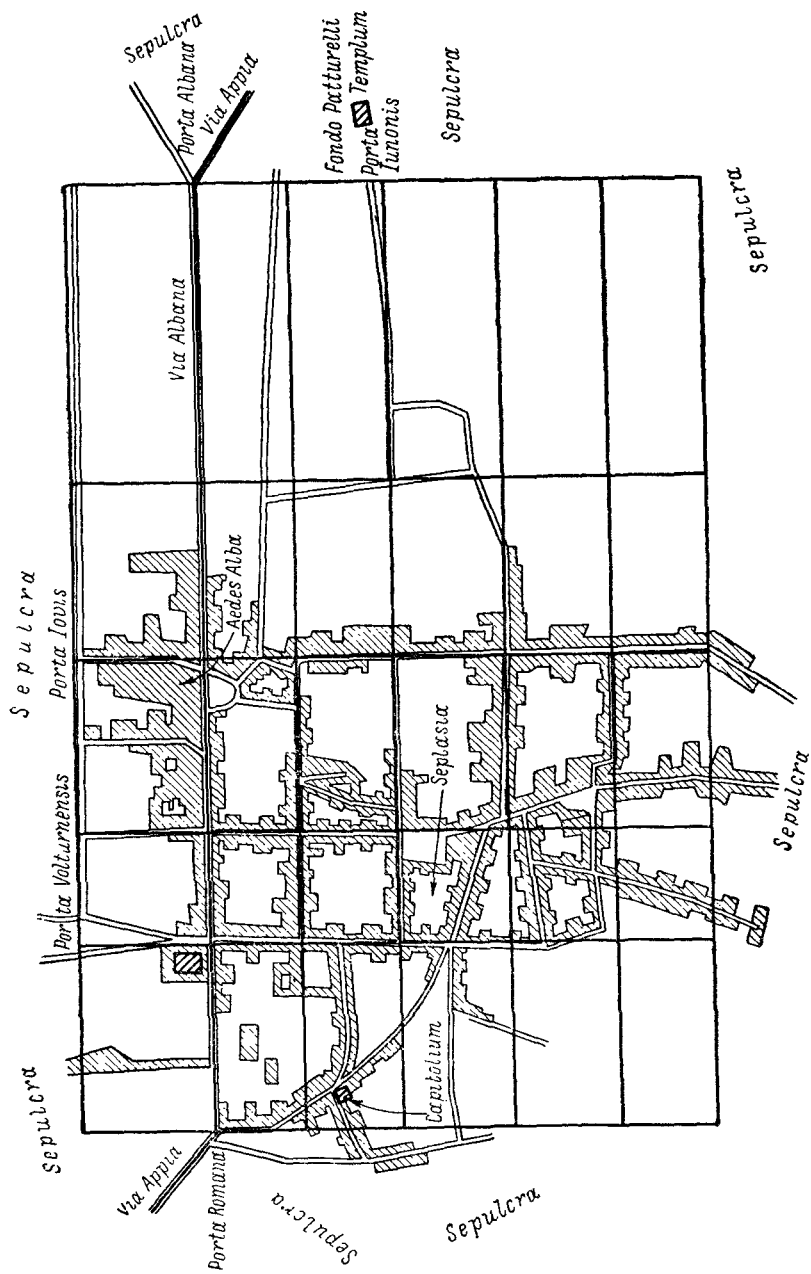 Sepulcra
Porta Albana
Via Appia
Fondo Patturelli
Porta Templum
Iunonis
Sepulcra
Sepulcra
Via Albana
Sepulcra
Porta Iovis
Aedes Alba
Porta Volturnensis
Seplasia
Sepulcra
Sepulcra
Via Appia
Porta Romana
Capitolium
Sepulcra
Sepulcra